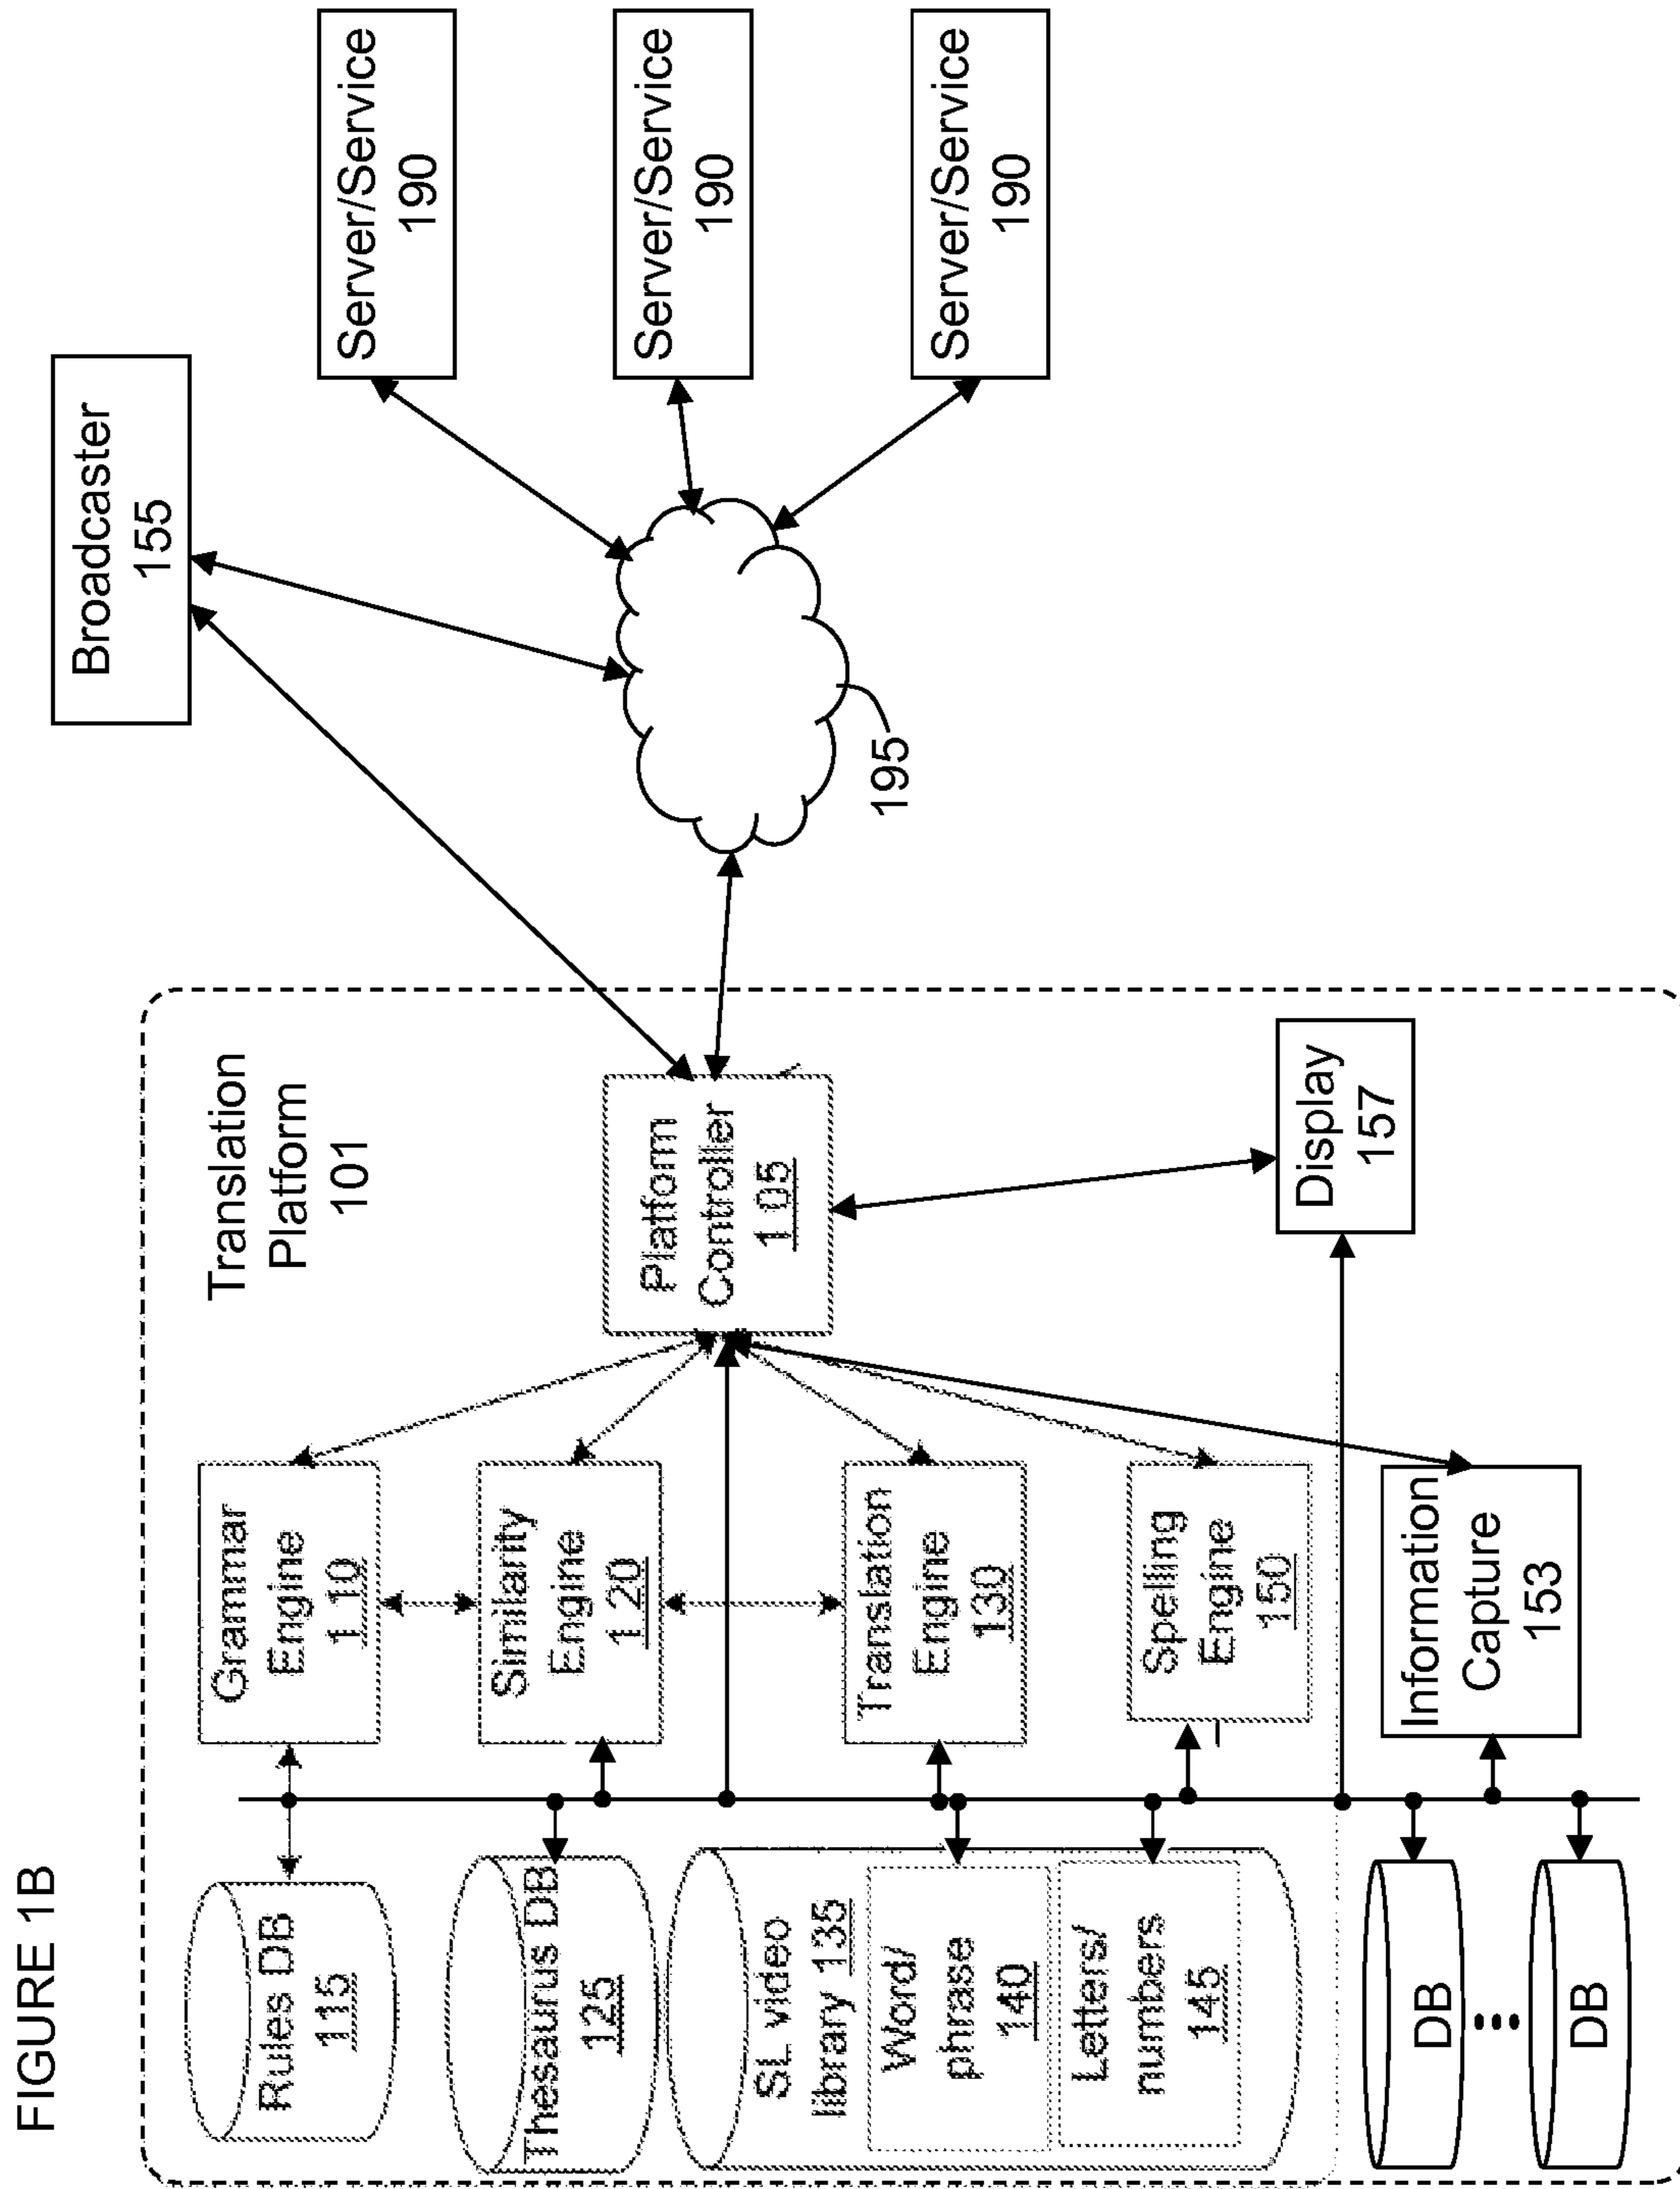 FIGURE 1B
Translation
Platform
101
Rules DB
115
Thesaurus DB
125
SL video
library 135
Word/
phrase
140
Letters/
numbers
145
DB
DB
Grammar
Engine
110
Similarity
Engine
120
Translation
Engine
130
Spelling
Engine
150
Information
Capture
153
Platform
Controller
105
Display
157
Broadcaster
155
195
Server/Service
190
Server/Service
190
Server/Service
190